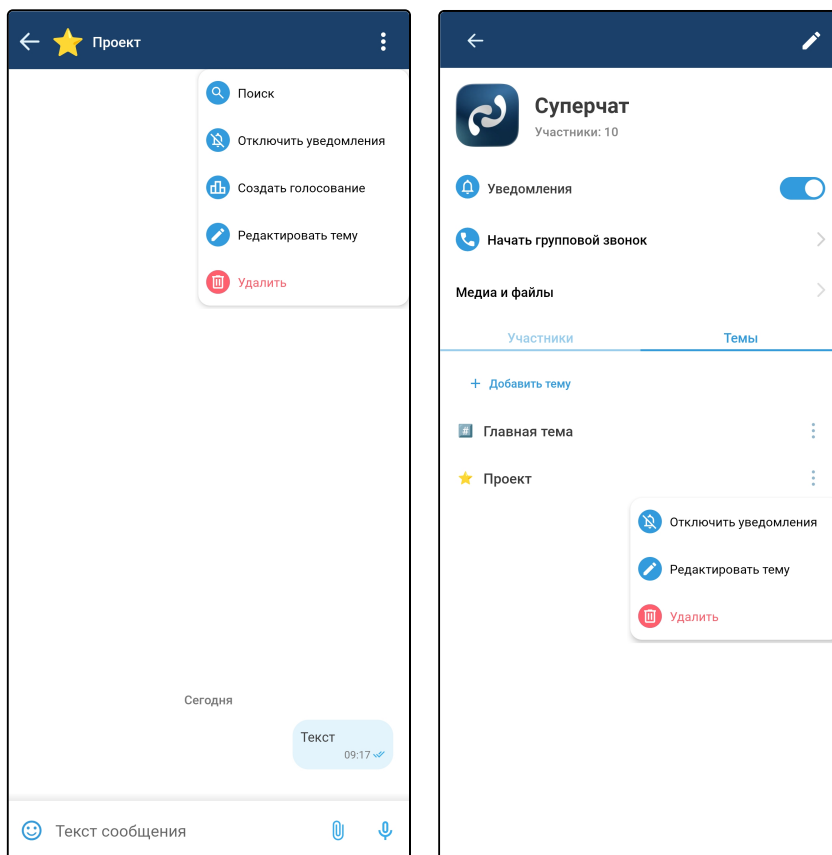 Проект
Поиск
Отключить уведомления
Создать голосование
Редактировать тему
Удалить
Сегодня
Текст
09:17
Текст сообщения
Суперчат
Участники: 10
Уведомления
Начать групповой звонок
Медиа и файлы
Участники
Темы
+ Добавить тему
# Главная тема
Проект
Отключить уведомления
Редактировать тему
Удалить